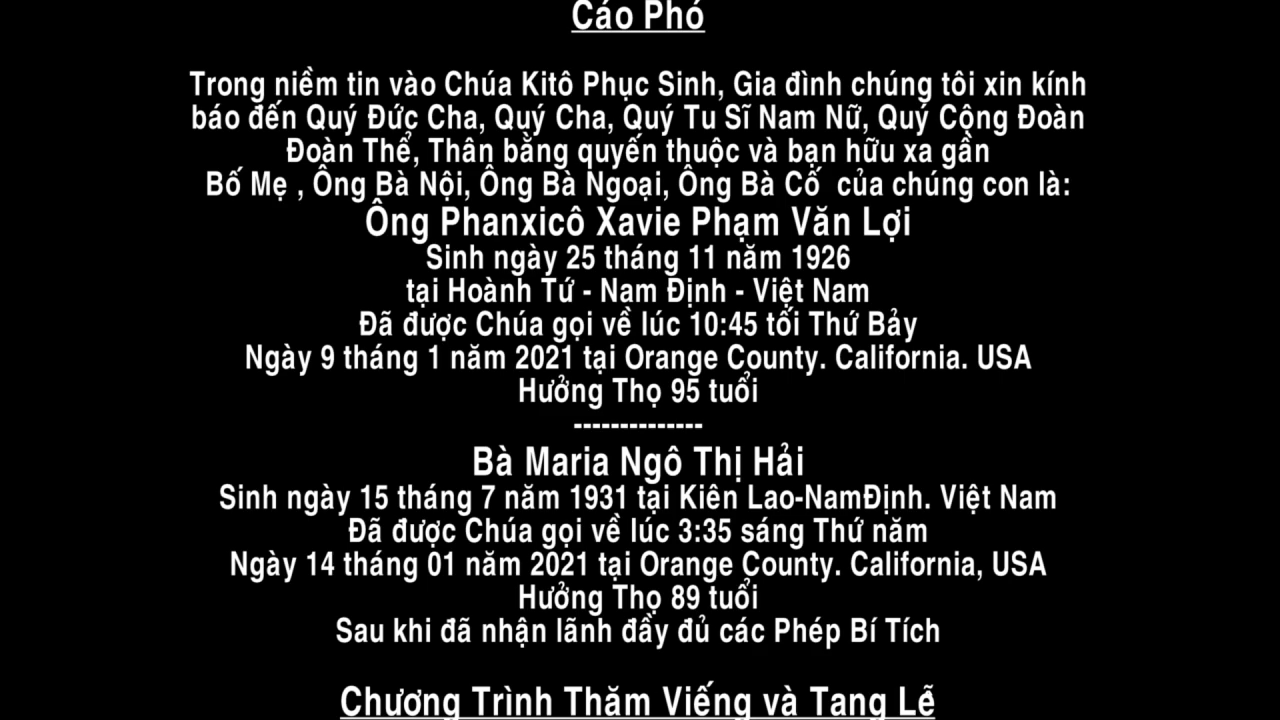 Cáo Phó
Trong niềm tin vào Chúa Kitô Phục Sinh, Gia đình chúng tôi xin kính
báo đến Quý Đức Cha, Quý Cha, Quý Tu Sĩ Nam Nữ, Quý Cộng Đoàn
Đoàn Thể, Thân bằng quyến thuộc và bạn hữu xa gần
Bố Mẹ , Ông Bà Nội, Ông Bà Ngoại, Ông Bà Cố của chúng con là:
Ông Phanxicô Xavie Phạm Văn Lợi
Sinh ngày 25 tháng 11 năm 1926
tại Hoành Tứ - Nam Định - Việt Nam
Đã được Chúa gọi về lúc 10:45 tối Thứ Bảy
Ngày 9 tháng 1 năm 2021 tại Orange County. California. USA
Hưởng Thọ 95 tuổi
--------------
Bà Maria Ngô Thị Hải
Sinh ngày 15 tháng 7 năm 1931 tại Kiên Lao-NamĐịnh. Việt Nam
Đã được Chúa gọi về lúc 3:35 sáng Thứ năm
Ngày 14 tháng 01 năm 2021 tại Orange County. California, USA
Hưởng Thọ 89 tuổi
Sau khi đã nhận lãnh đầy đủ các Phép Bí Tích
Chương Trình Thăm Viếng và Tang Lễ